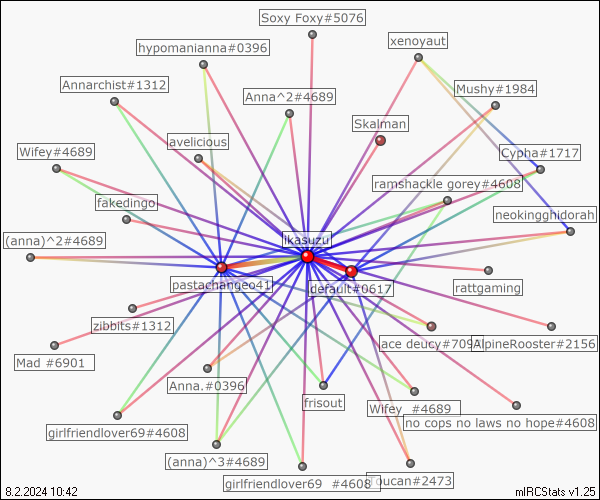 Soxy Foxy#5076
xenoyaut
hypomanianna#0396
Annarchist#1312
Anna^2#4689
Mushy#1984
Skalman
avelicious
Wifey#4689
Cypha#1717
ramshackle gorey#4608
fakedingo
neokingghidorah
Ikasuzu
(anna)^2#4689
pastachangeo41
.default#0617
rattgaming
zibbits#1312
ace deucy#709
AlpineRooster#2156
Mad #6901
Anna.#0396
frisout
Wifey_ #4689
no cops no laws no hope#4608
girlfriendlover69#4608
(anna)^3#4689
girlfriendlover69_#4608
Toucan#2473
8.2.2024 10:42
mIRCStats v1.25